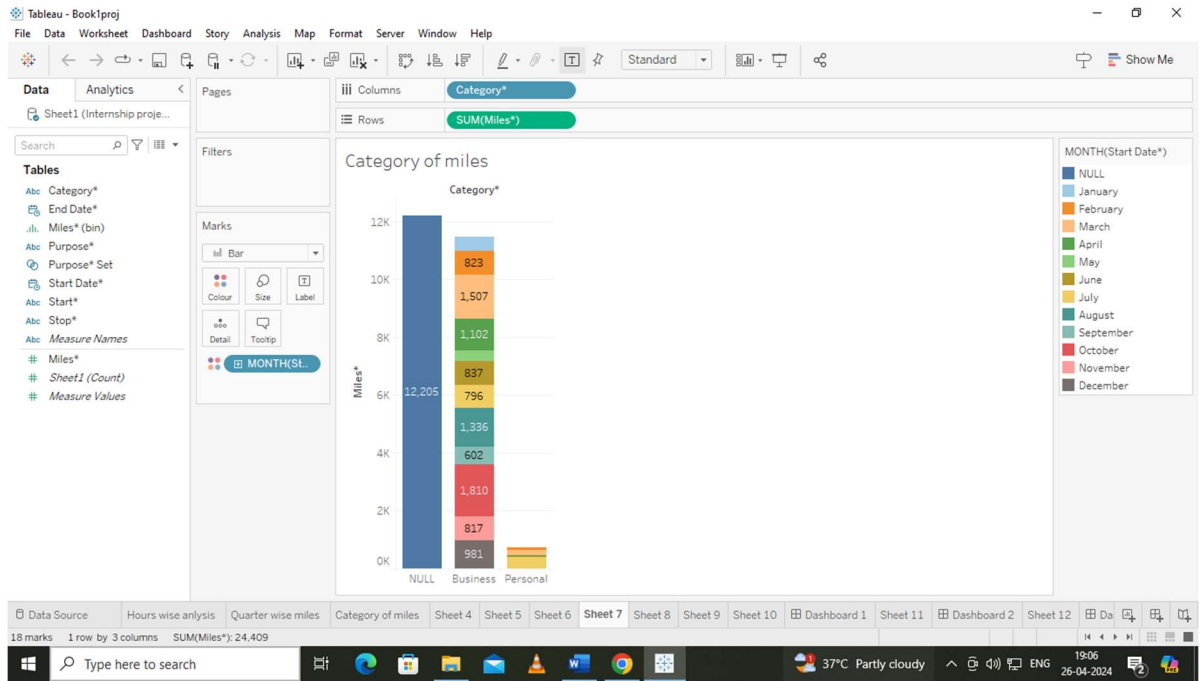 Tableau - Book1proj
File Data Worksheet Dashboard Story Analysis Map Format Server Window Help
Standard
Show Me
Data Analytics
Sheet1 (Internship proje...
Search
Tables
Abc Category*
End Date*
Miles* (bin)
Abc Purpose*
Purpose* Set
Start Date*
Abc Start*
Abc Stop*
Abc Measure Names
# Miles*
# Sheet1 (Count)
# Measure Values
Pages
Filters
Marks
Bar
Colour Size Label
Detail Tooltip
MONTH(St..
iii Columns Category*
Rows SUM(Miles*)
Category of miles
Category*
Miles*
12K
10K
8K
6K
4K
2K
0K
12,205
823
1,507
1,102
837
796
1,336
602
1,810
817
981
NULL Business Personal
MONTH(Start Date*)
NULL
January
February
March
April
May
June
July
August
September
October
November
December
Data Source Hours wise anlysis Quarter wise miles Category of miles Sheet 4 Sheet 5 Sheet 6 Sheet 7 Sheet 8 Sheet 9 Sheet 10 Dashboard 1 Sheet 11 Dashboard 2 Sheet 12 Da
18 marks 1 row by 3 columns SUM(Miles*): 24,409
Type here to search
37°C Partly cloudy
ENG
19:06
26-04-2024
2